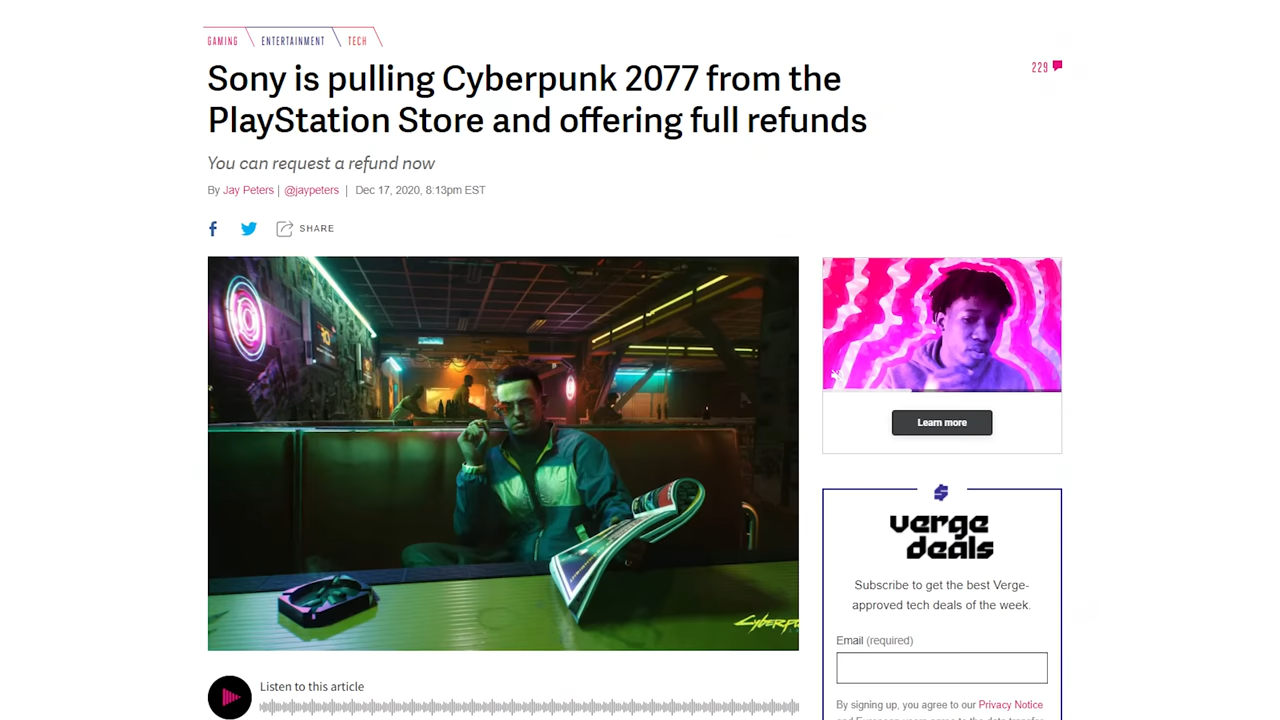 GAMING
ENTERTAINMENT
TECH
Sony is pulling Cyberpunk 2077 from the
PlayStation Store and offering full refunds
229
You can request a refund now
By Jay Peters | @jaypeters | Dec 17, 2020, 8:13pm EST
SHARE
Learn more
verge
deals
Subscribe to get the best Verge-
approved tech deals of the week.
Email (required)
Listen to this article
By signing up, you agree to our Privacy Notice